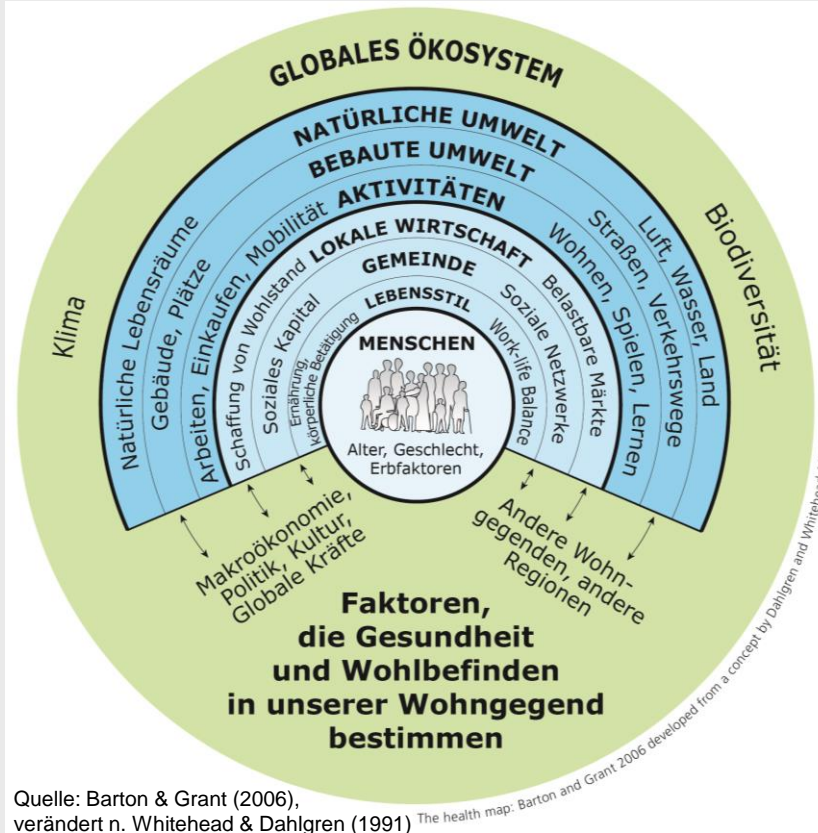 GLOBALES ÖKOSYSTEM
Klima
Biodiversität
NATÜRLICHE UMWELT
Natürliche Lebensräume
Luft, Wasser, Land
BEBAUTE UMWELT
Gebäude, Plätze
Straßen, Verkehrswege
AKTIVITÄTEN
Arbeiten, Einkaufen, Mobilität
Wohnen, Spielen, Lernen
LOKALE WIRTSCHAFT
Schaffung von Wohlstand
Belastbare Märkte
GEMEINDE
Soziales Kapital
Soziale Netzwerke
LEBENSSTIL
Ernährung,
körperliche Betätigung
Work-life Balance
MENSCHEN
Alter, Geschlecht,
Erbfaktoren
Makroökonomie,
Politik, Kultur,
Globale Kräfte
Andere Wohn-
gegenden, andere
Regionen
Faktoren,
die Gesundheit
und Wohlbefinden
in unserer Wohngegend
bestimmen
Quelle: Barton & Grant (2006),
verändert n. Whitehead & Dahlgren (1991)
The health map: Barton and Grant 2006 developed from a concept by Dahlgren and Whitehead